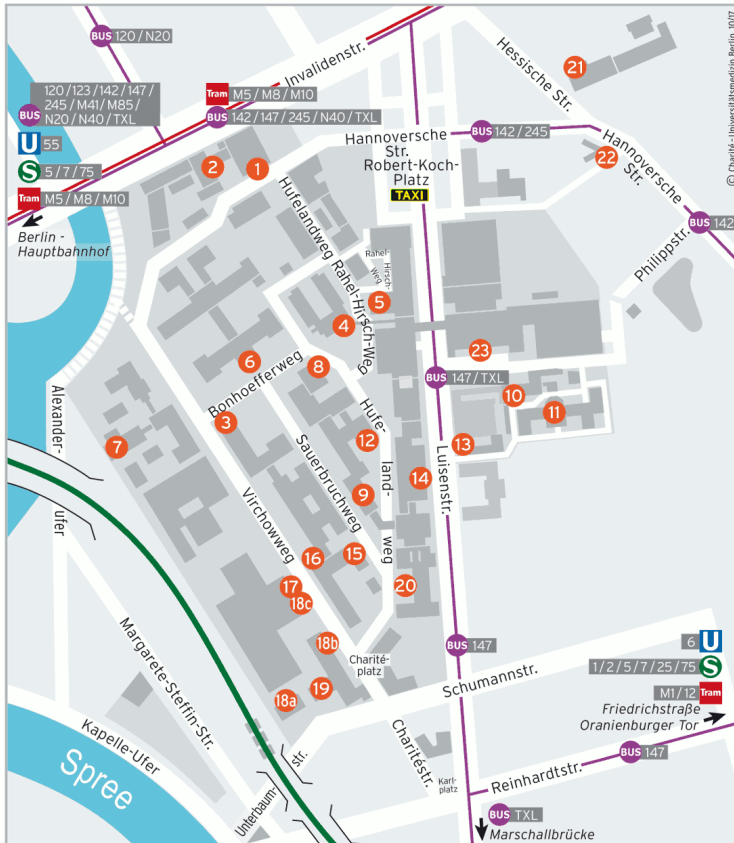 BUS 120 / N20
Invalidenstr.
Hessische Str.
21
120 / 123 / 142 / 147 /
245 / M41 / M85 /
BUS N20 / N40 / TXL
U 55
S 5 / 7 / 75
Tram M5 / M8 / M10
Berlin -
Hauptbahnhof
Tram M5 / M8 / M10
BUS 142 / 147 / 245 / N40 / TXL
Hannoversche
Str.
Robert-Koch-
Platz
TAXI
BUS 142 / 245
22
Hannoversche
Str.
BUS 142
Philippstr.
© Charité - Universitätsmedizin Berlin, 10/17
2
1
Hufelandweg
Rahel-Hirsch-Weg
Rahel-
Hirsch-
Weg
5
4
23
6
8
Bonhoefferweg
BUS 147 / TXL
10
11
3
7
Alexander-
ufer
Hufe-
land-
weg
12
13
Sauerbruchweg
14
Luisenstr.
9
Virchowweg
16
15
17
18c
20
18b
Charité-
platz
BUS 147
19
18a
Schumannstr.
6 U
1 / 2 / 5 / 7 / 25 / 75 S
M1 / 12 Tram
Friedrichstraße
Oranienburger Tor
Margarete-Steffin-Str.
Kapelle-Ufer
Spree
Unterbaum-
str.
Charitéstr.
Karl-
platz
Reinhardtstr.
BUS 147
BUS TXL
Marschallbrücke